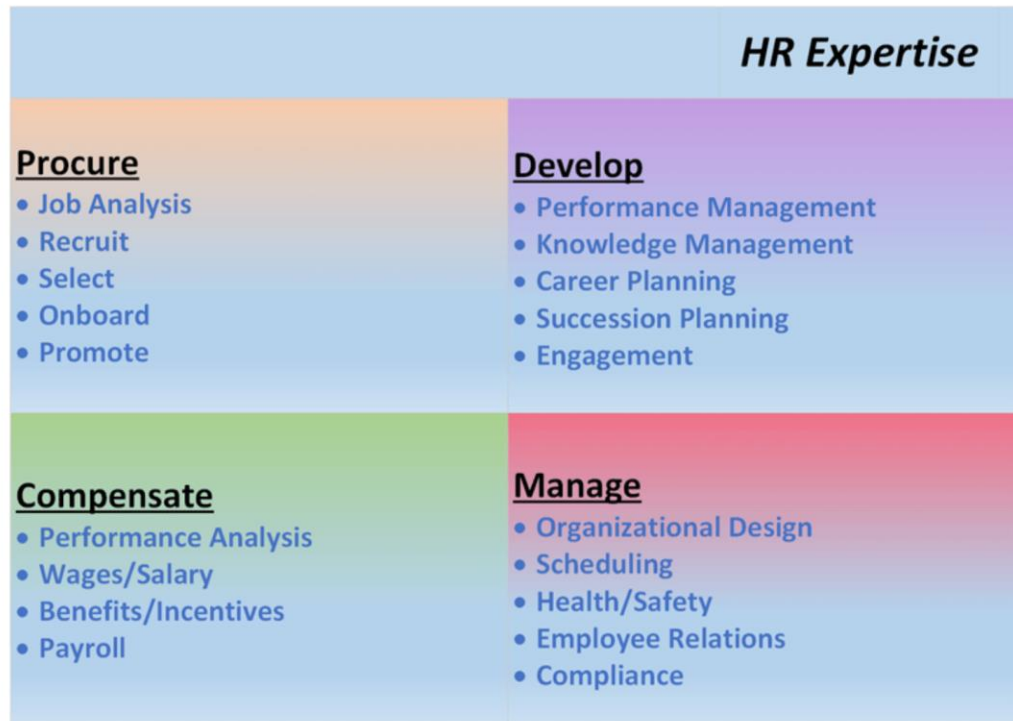 HR Expertise
Procure
• Job Analysis
• Recruit
• Select
• Onboard
• Promote
Develop
• Performance Management
• Knowledge Management
• Career Planning
• Succession Planning
• Engagement
Compensate
• Performance Analysis
• Wages/Salary
• Benefits/Incentives
• Payroll
Manage
• Organizational Design
• Scheduling
• Health/Safety
• Employee Relations
• Compliance